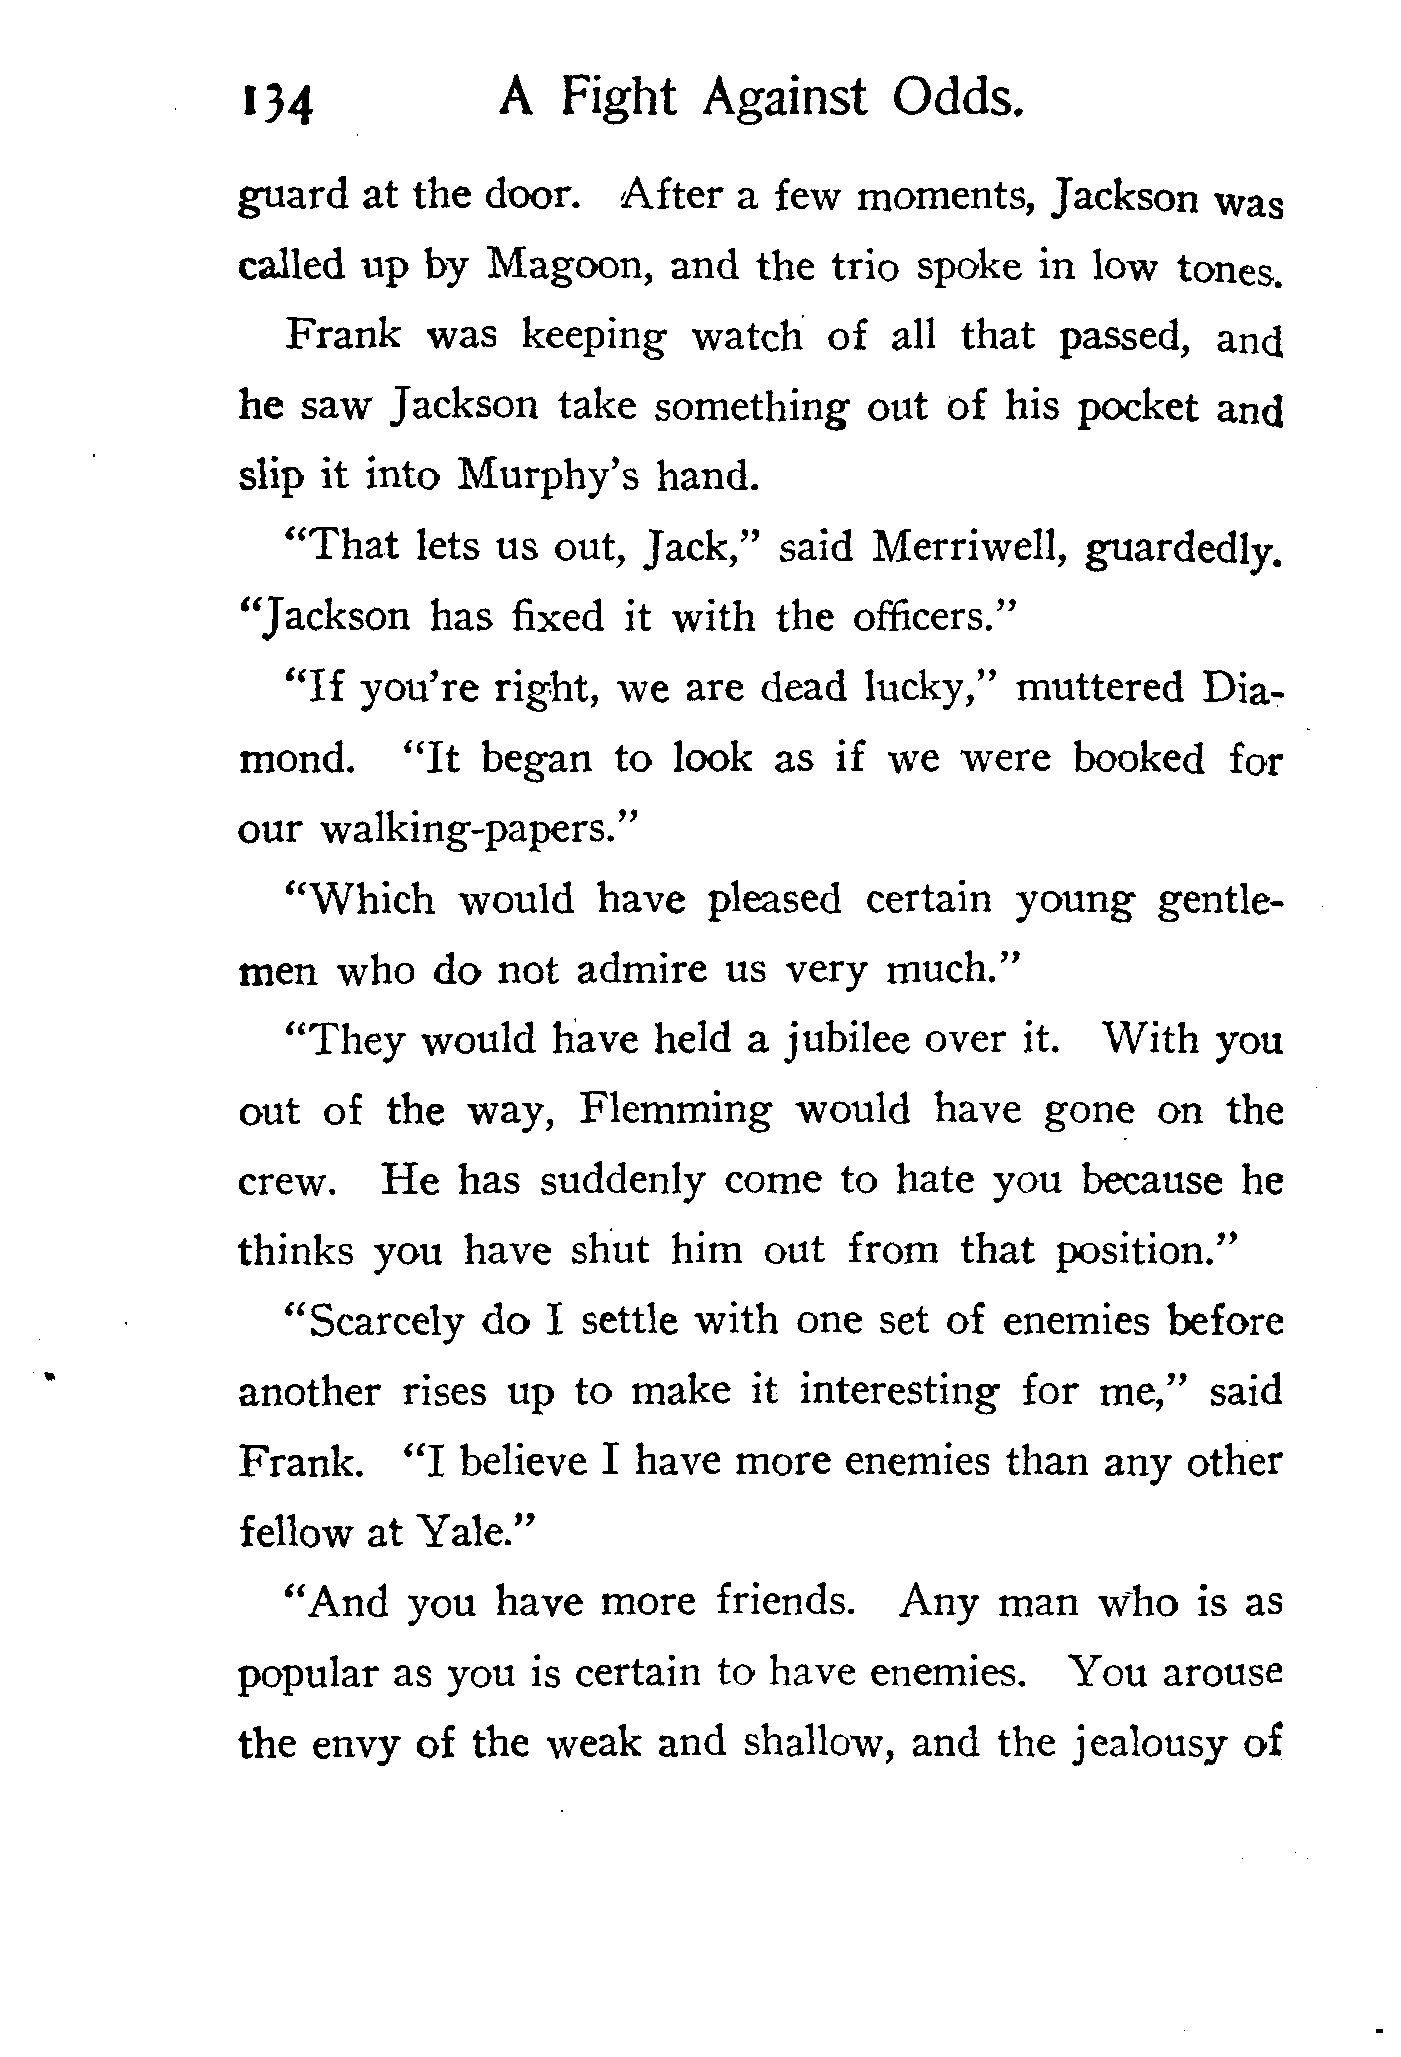 134 A Fight Against Odds.
guard at the door. After a few moments, Jackson was
called up by Magoon, and the trio spoke in low tones.
Frank was keeping watch of all that passed, and
he saw Jackson take something out of his pocket and
slip it into Murphy's hand.
“That lets us out, Jack,” said Merriwell, guardedly.
“Jackson has fixed it with the officers.”
“If you're right, we are dead lucky,” muttered Dia-
mond. “It began to look as if we were booked for
our walking-papers.”
“Which would have pleased certain young gentle-
men who do not admire us very much.”
“They would have held a jubilee over it. With you
out of the way, Flemming would have gone on the
crew. He has suddenly come to hate you because he
thinks you have shut him out from that position.”
“Scarcely do I settle with one set of enemies before
another rises up to make it interesting for me,” said
Frank. “I believe I have more enemies than any other
fellow at Yale.”
“And you have more friends. Any man who is as
popular as you is certain to have enemies. You arouse
the envy of the weak and shallow, and the jealousy of